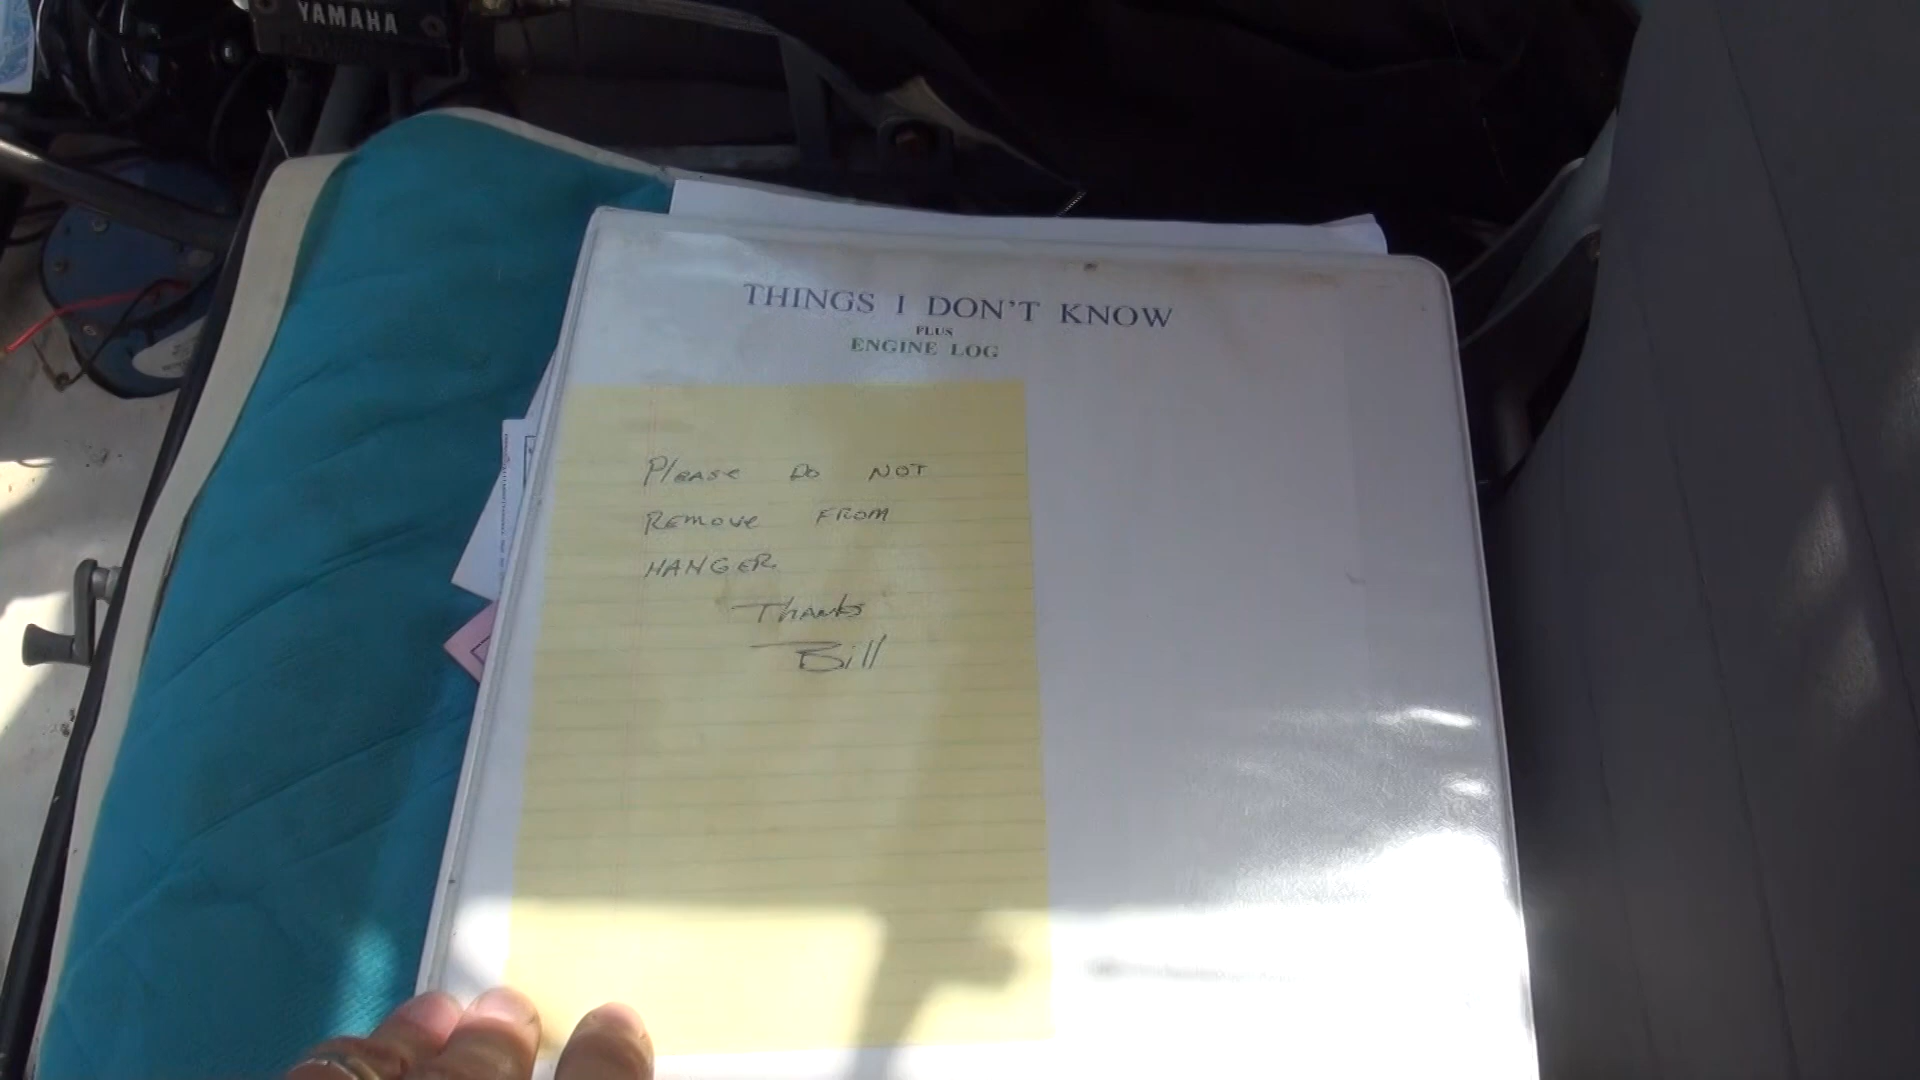 YAMAHA
THINGS I DON'T KNOW
PLUS
ENGINE LOG
Please Do NOT
Remove FROM
HANGER
Thanks
Bill